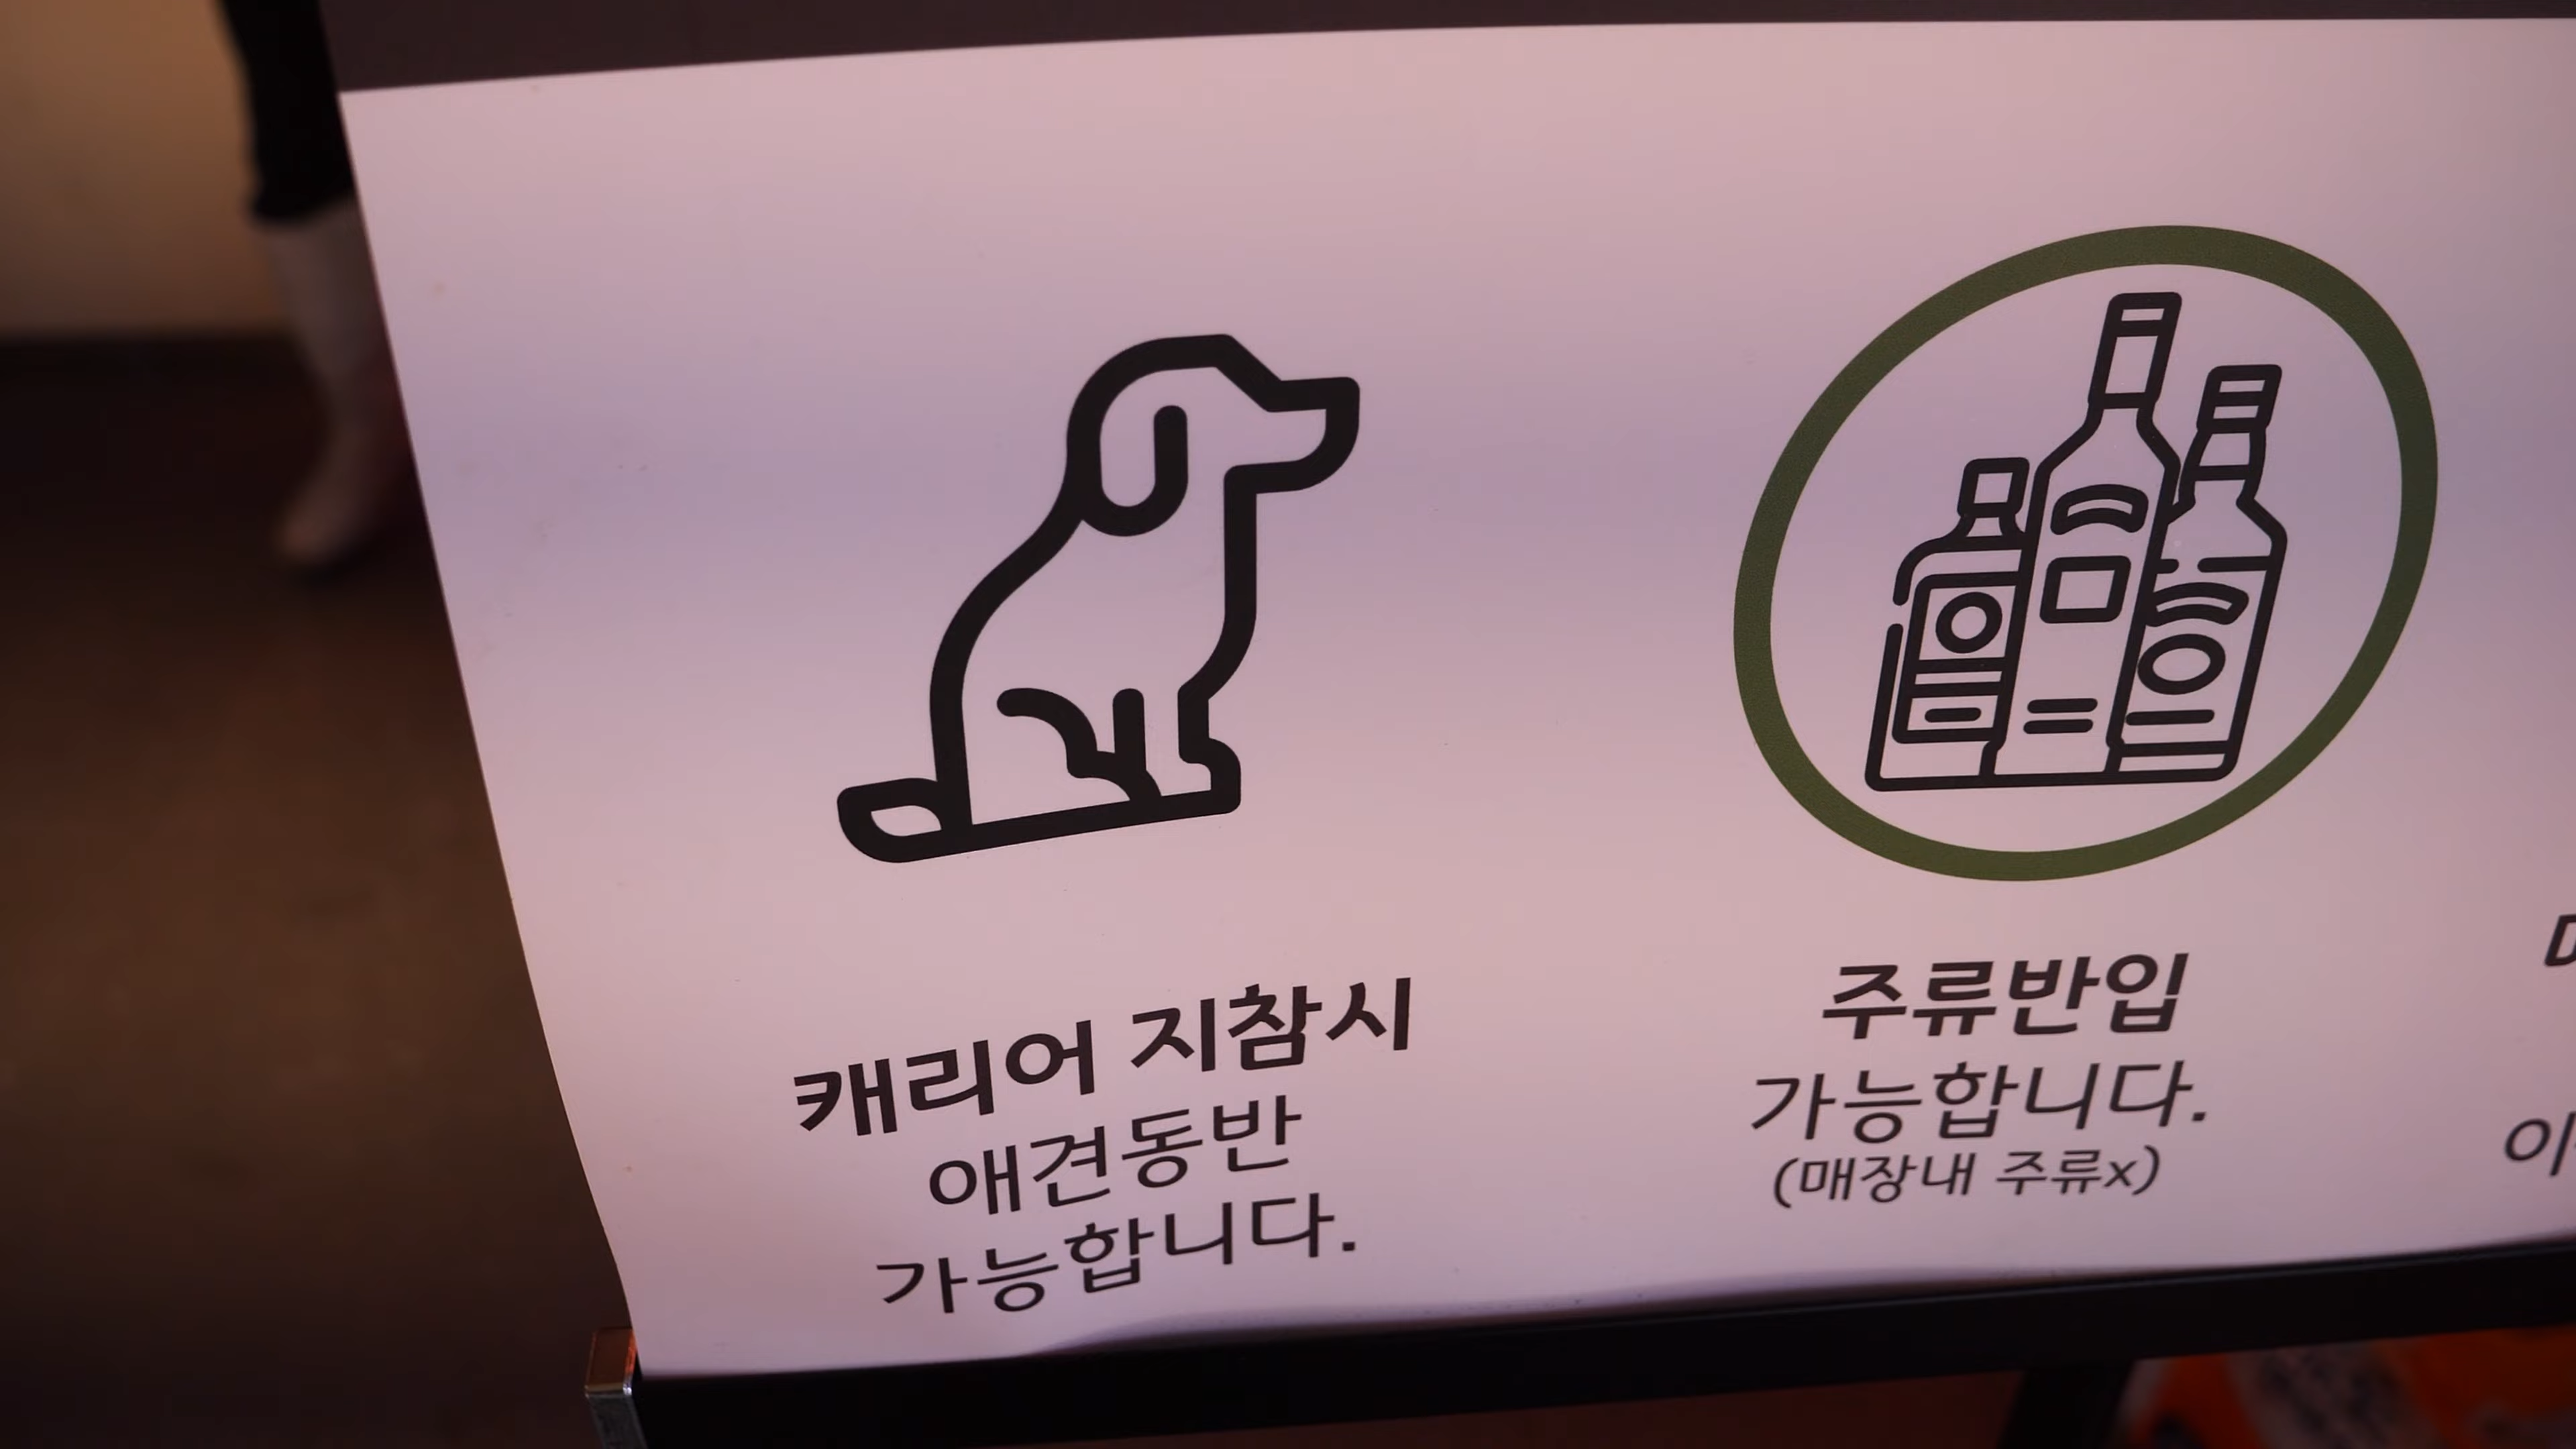 캐리어 지참시
애견동반
가능합니다.
주류반입
가능합니다.
(매장내 주류x)